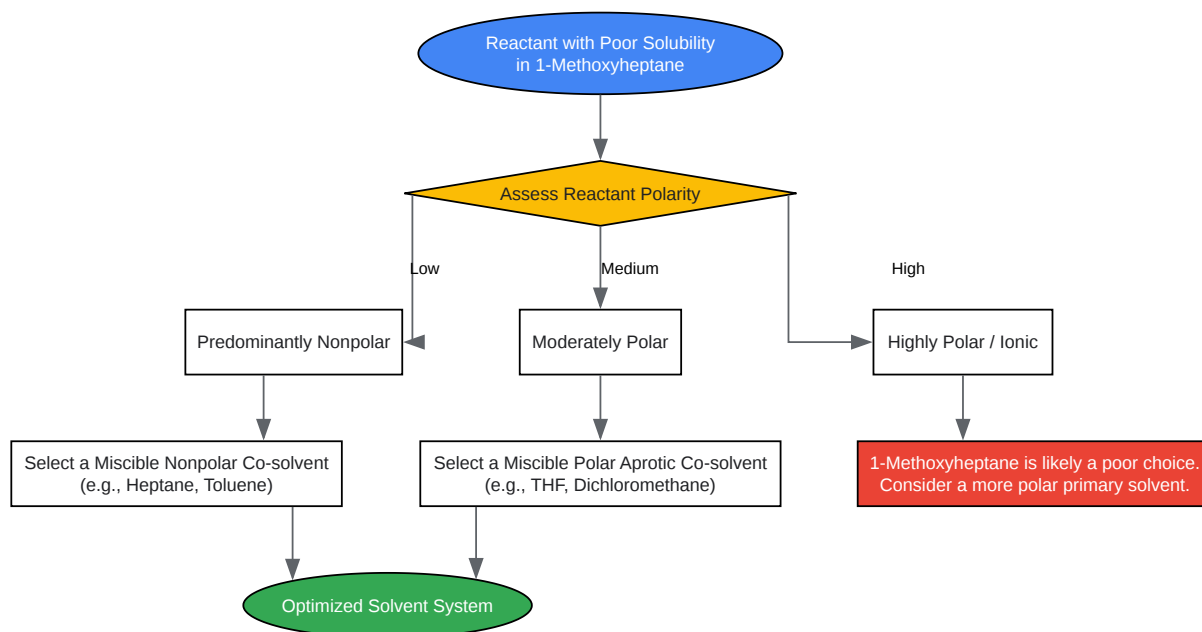 Reactant with Poor Solubility
in 1-Methoxyheptane
Assess Reactant Polarity
Low
Medium
High
Predominantly Nonpolar
Moderately Polar
Highly Polar / Ionic
Select a Miscible Nonpolar Co-solvent
(e.g., Heptane, Toluene)
Select a Miscible Polar Aprotic Co-solvent
(e.g., THF, Dichloromethane)
1-Methoxyheptane is likely a poor choice.
Consider a more polar primary solvent.
Optimized Solvent System